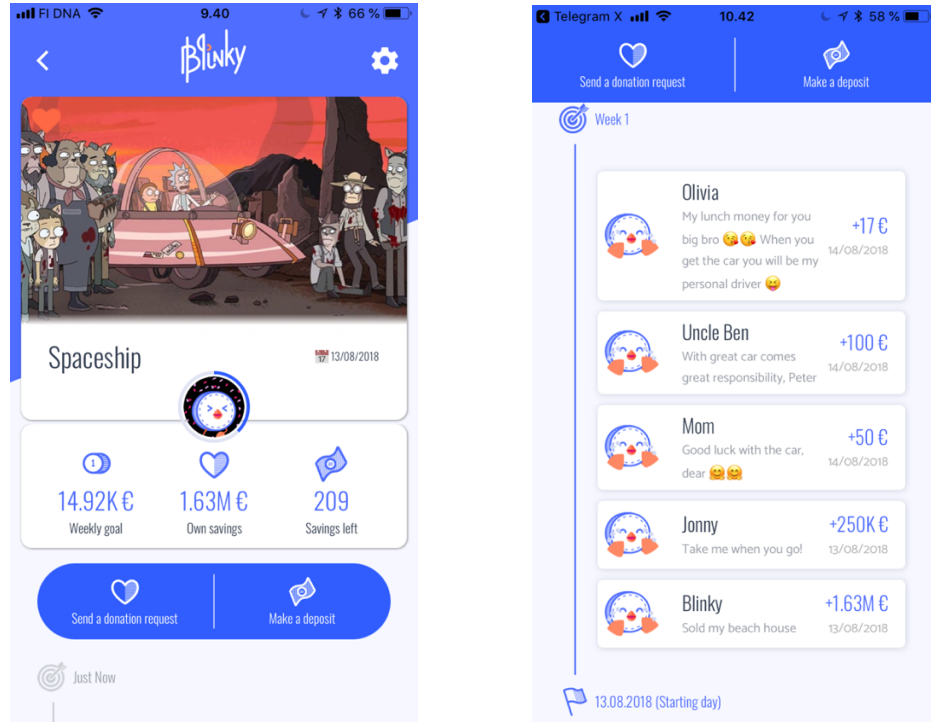 FI DNA
9.40
66 %
Blinky
Spaceship
17
13/08/2018
1
14.92K €
Weekly goal
1.63M €
Own savings
209
Savings left
Send a donation request
Make a deposit
Just Now
Telegram X
10.42
58 %
Send a donation request
Make a deposit
Week 1
Olivia
My lunch money for you
big bro 😘😘 When you
get the car you will be my
personal driver 😝
+17 €
14/08/2018
Uncle Ben
With great car comes
great responsibility, Peter
+100 €
14/08/2018
Mom
Good luck with the car,
dear 🤗🤗
+50 €
14/08/2018
Jonny
Take me when you go!
+250K €
13/08/2018
Blinky
Sold my beach house
+1.63M €
13/08/2018
13.08.2018 (Starting day)